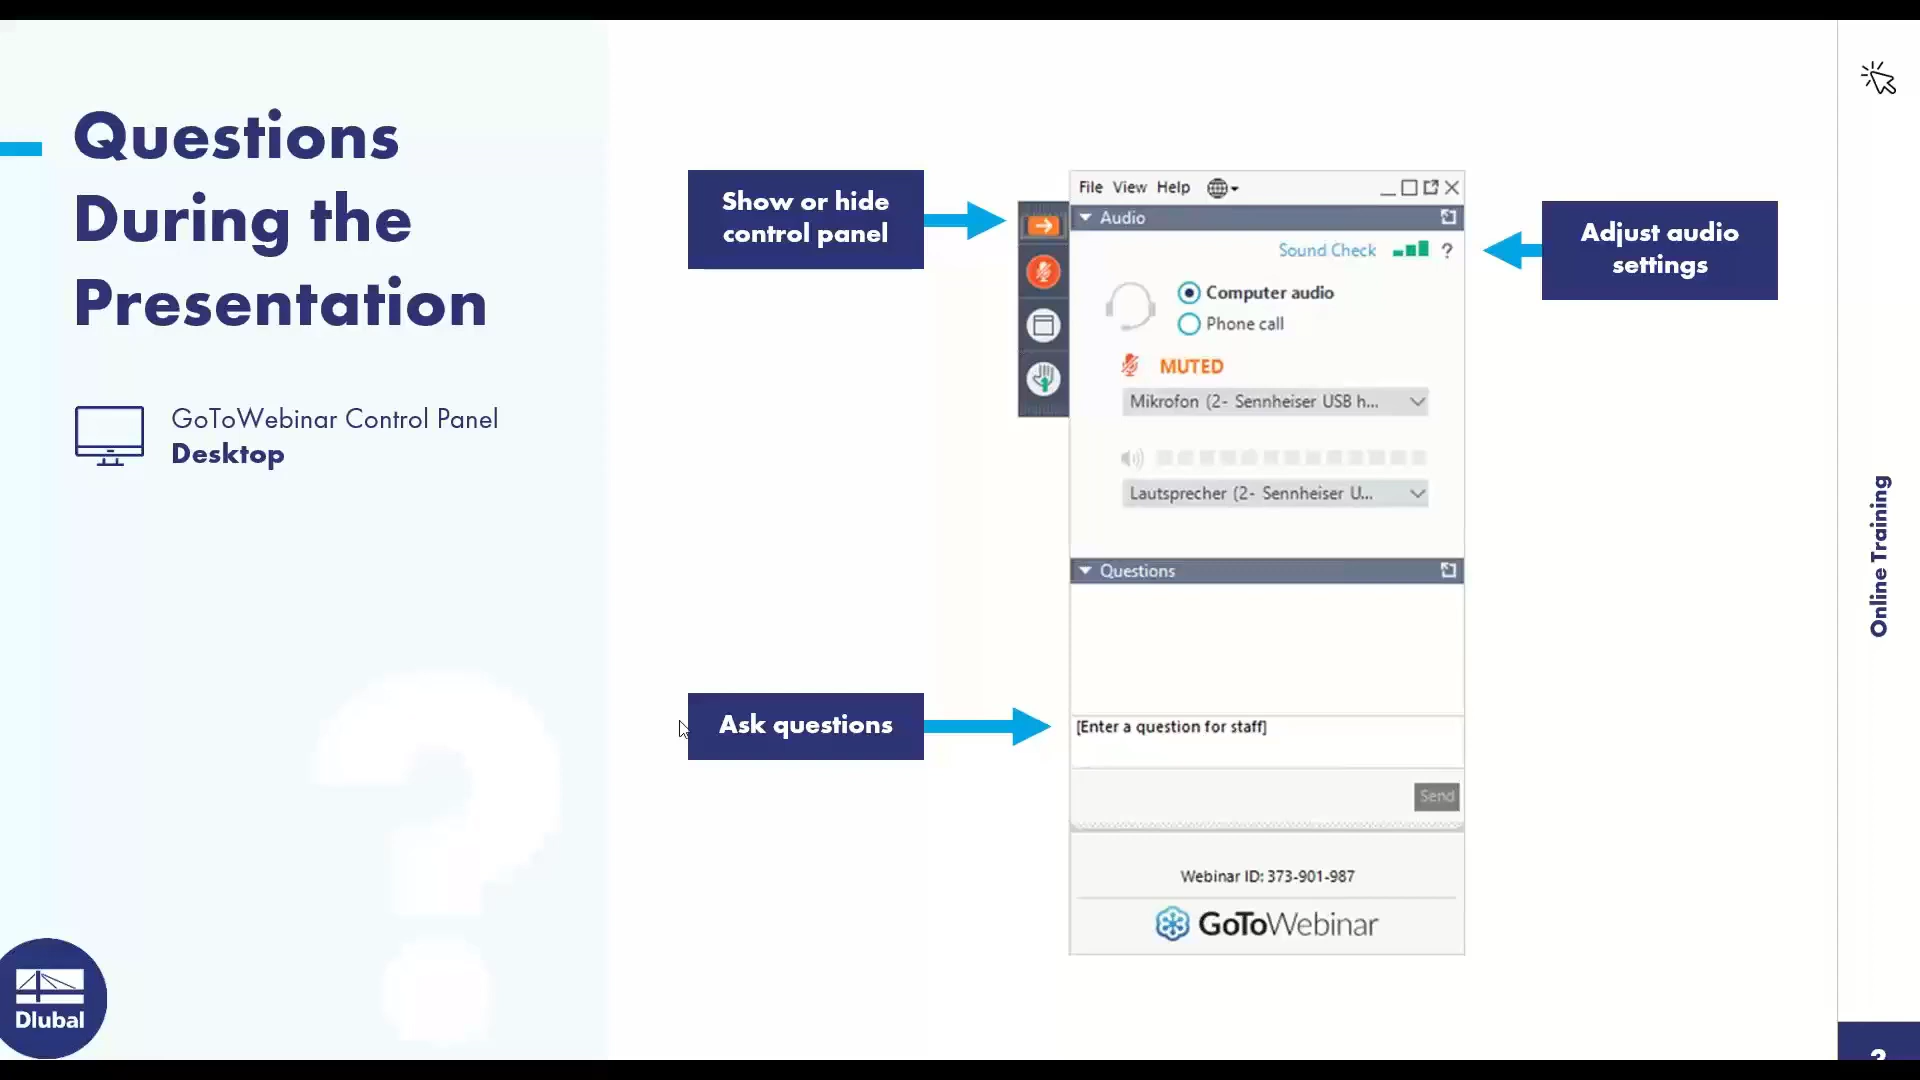 Questions
During the
Presentation
GoToWebinar Control Panel
Desktop
Show or hide
control panel
File View Help
Audio
Sound Check ?
Computer audio
Phone call
MUTED
Mikrofon (2- Sennheiser USB h...
Lautsprecher (2- Sennheiser U...
Adjust audio
settings
Questions
Ask questions
[Enter a question for staff]
Send
Webinar ID: 373-901-987
GoToWebinar
Online Training
Dlubal